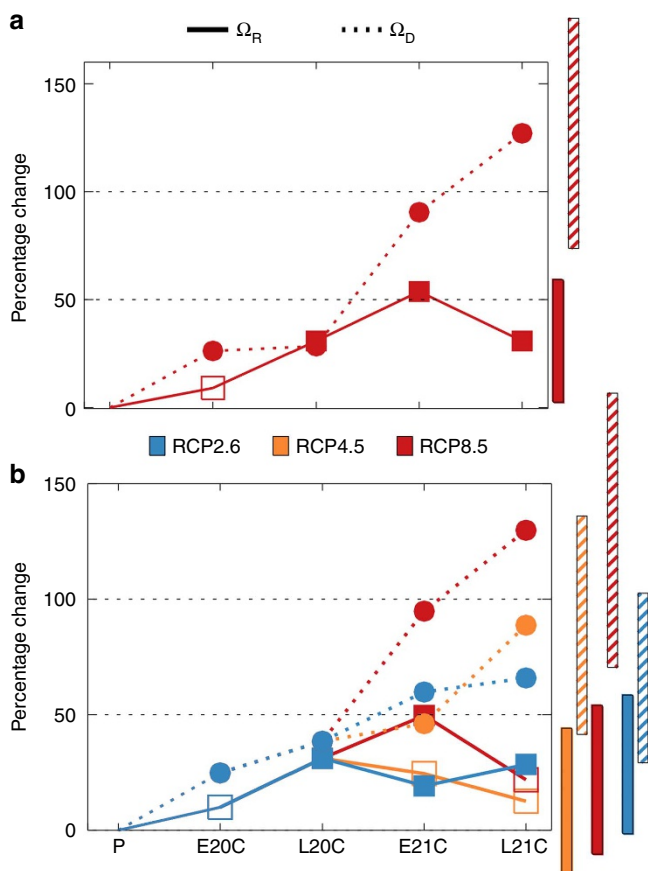 a
Ω_R Ω_D
150
100
50
0
Percentage change
RCP2.6 RCP4.5 RCP8.5
b
150
100
50
0
Percentage change
P E20C L20C E21C L21C